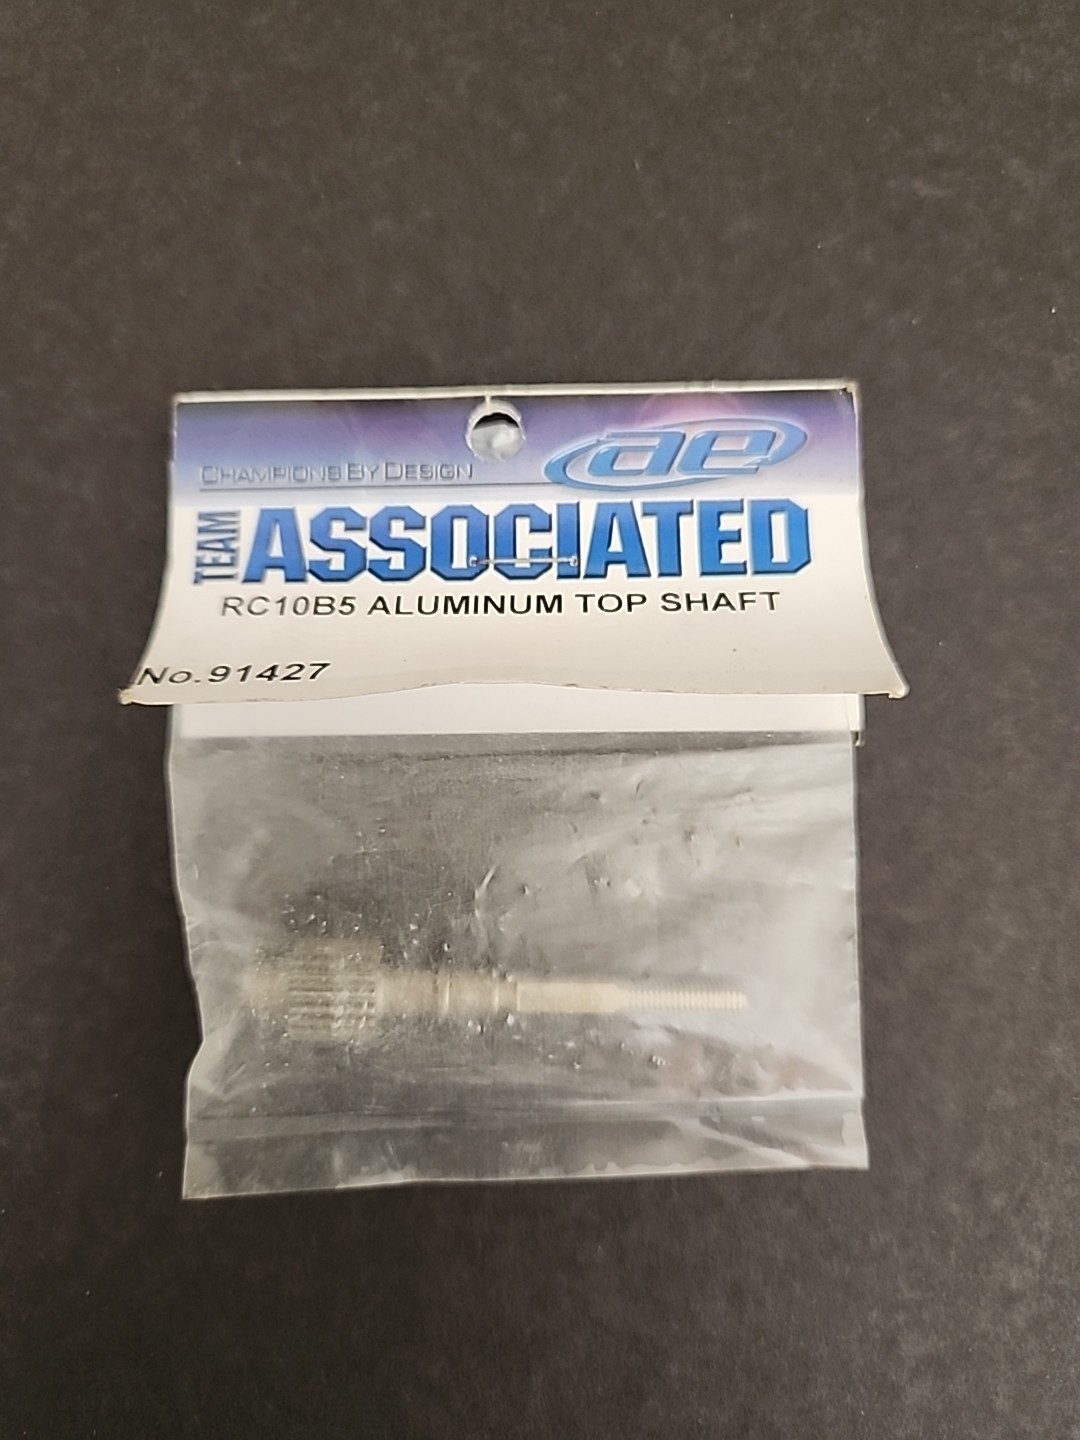 CHAMPIONS BY DESIGN
ae
TEAM ASSOCIATED
RC10B5 ALUMINUM TOP SHAFT
No. 91427